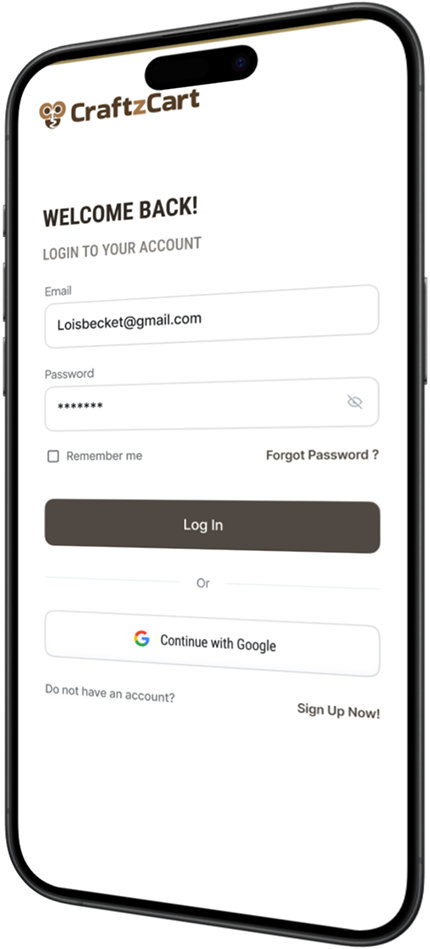 CraftzCart
WELCOME BACK!
LOGIN TO YOUR ACCOUNT
Email
Loisbecket@gmail.com
Password
*******
Remember me
Forgot Password ?
Log In
Or
Continue with Google
Do not have an account?
Sign Up Now!